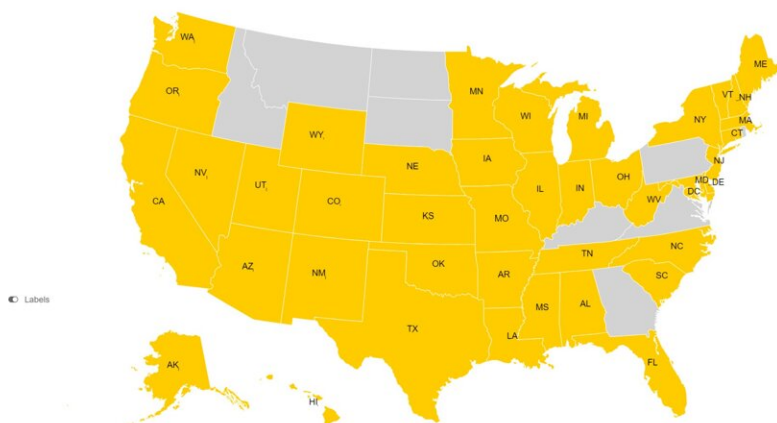 WA
ME
OR
MN
VT
NH
WI
MI
NY
MA
WY
CT
NE
IA
NJ
NV
OH
MD
DE
UT
IL
IN
DC
CA
CO
WV
KS
MO
NC
TN
OK
AZ
NM
AR
SC
MS
AL
Labels
TX
LA
FL
AK
HI